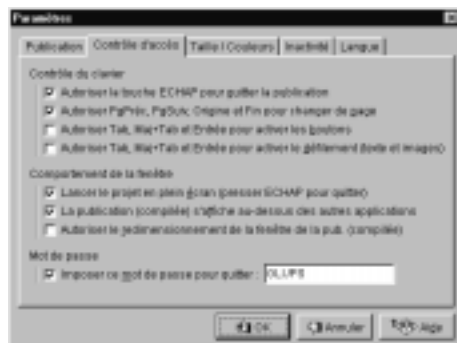 Paramètres
Publication Contrôle d'accès Taille / Couleurs Inactivité Langue
Contrôle du clavier
Autoriser la touche ECHAP pour quitter la publication
Autoriser PgPréc, PgSuiv, Origine et Fin pour changer de page
Autoriser Tab, Maj+Tab et Entrée pour activer les boutons
Autoriser Tab, Maj+Tab et Entrée pour activer le défilement (texte et images)
Comportement de la fenêtre
Lancer le projet en plein écran (presser ECHAP pour quitter)
La publication (compilée) s'affiche au-dessus des autres applications
Autoriser le redimensionnement de la fenêtre de la pub. (compilée)
Mot de passe
Imposer ce mot de passe pour quitter :
OK Annuler Aide